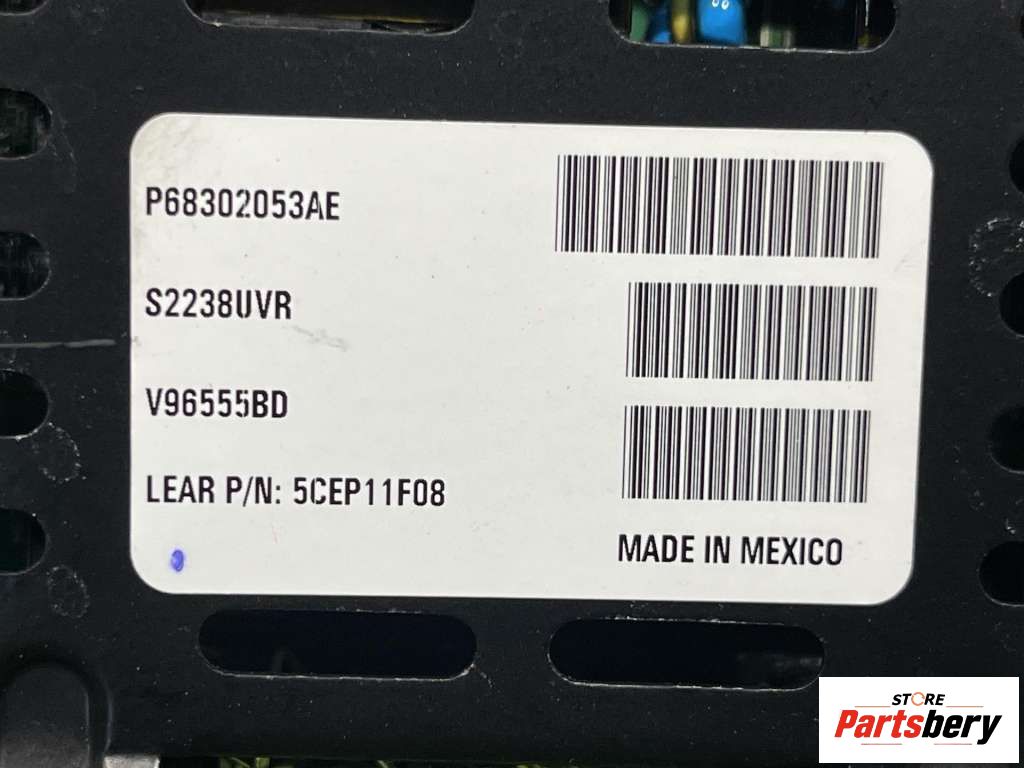 P68302053AE
S2238UVR
V96555BD
LEAR P/N: 5CEP11F08
MADE IN MEXICO
STORE
Partsbery